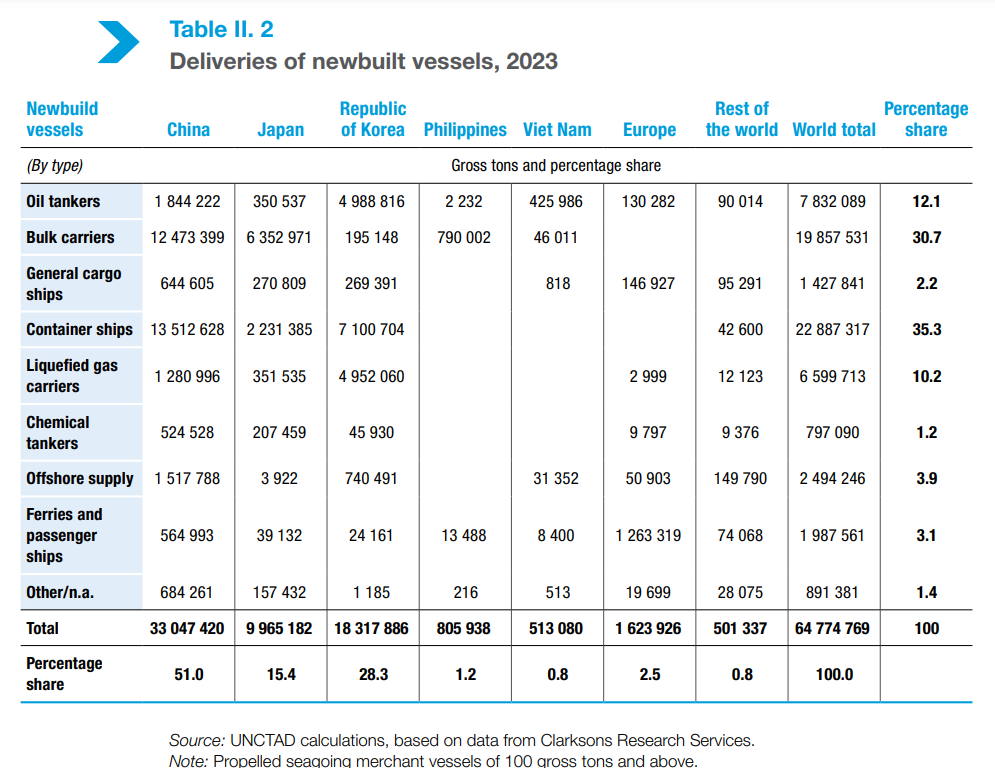 Table II. 2
Deliveries of newbuilt vessels, 2023
Newbuild vessels China Japan Republic of Korea Philippines Viet Nam Europe Rest of the world World total Percentage share
(By type) Gross tons and percentage share
Oil tankers 1 844 222 350 537 4 988 816 2 232 425 986 130 282 90 014 7 832 089 12.1
Bulk carriers 12 473 399 6 352 971 195 148 790 002 46 011 19 857 531 30.7
General cargo ships 644 605 270 809 269 391 818 146 927 95 291 1 427 841 2.2
Container ships 13 512 628 2 231 385 7 100 704 42 600 22 887 317 35.3
Liquefied gas carriers 1 280 996 351 535 4 952 060 2 999 12 123 6 599 713 10.2
Chemical tankers 524 528 207 459 45 930 9 797 9 376 797 090 1.2
Offshore supply 1 517 788 3 922 740 491 31 352 50 903 149 790 2 494 246 3.9
Ferries and passenger ships 564 993 39 132 24 161 13 488 8 400 1 263 319 74 068 1 987 561 3.1
Other/n.a. 684 261 157 432 1 185 216 513 19 699 28 075 891 381 1.4
Total 33 047 420 9 965 182 18 317 886 805 938 513 080 1 623 926 501 337 64 774 769 100
Percentage share 51.0 15.4 28.3 1.2 0.8 2.5 0.8 100.0
Source: UNCTAD calculations, based on data from Clarksons Research Services.
Note: Propelled seagoing merchant vessels of 100 gross tons and above.